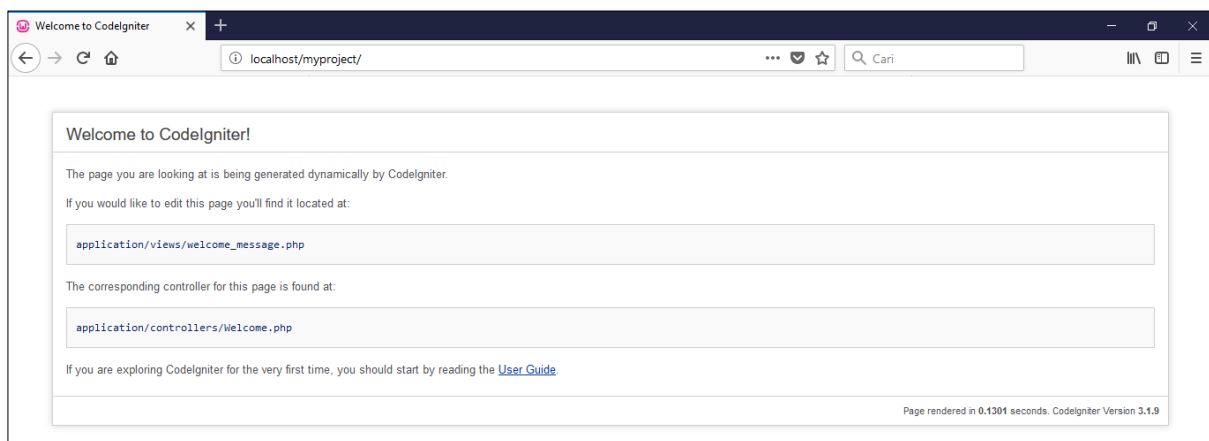 Welcome to CodeIgniter
localhost/myproject/
Cari
Welcome to CodeIgniter!
The page you are looking at is being generated dynamically by CodeIgniter.
If you would like to edit this page you'll find it located at:
application/views/welcome_message.php
The corresponding controller for this page is found at:
application/controllers/Welcome.php
If you are exploring CodeIgniter for the very first time, you should start by reading the User Guide.
Page rendered in 0.1301 seconds. CodeIgniter Version 3.1.9